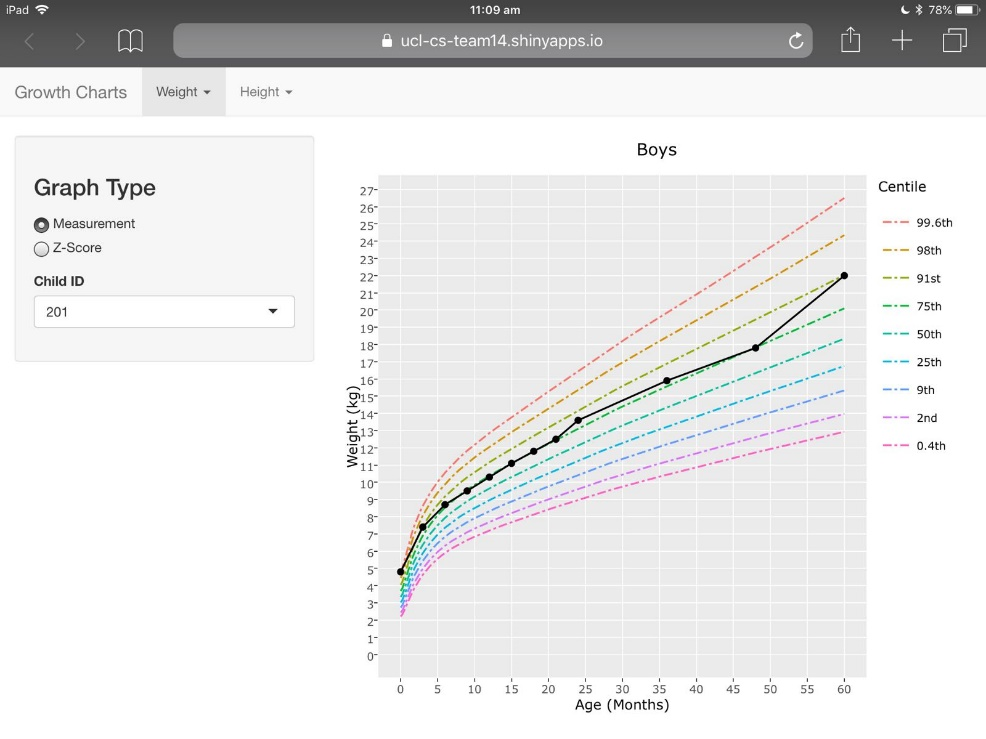 iPad 11:09 am 78%
ucl-cs-team14.shinyapps.io
Growth Charts Weight Height
Graph Type
Measurement
Z-Score
Child ID
201
Boys
Weight (kg)
27
26
25
24
23
22
21
20
19
18
17
16
15
14
13
12
11
10
9
8
7
6
5
4
3
2
1
0
0 5 10 15 20 25 30 35 40 45 50 55 60
Age (Months)
Centile
99.6th
98th
91st
75th
50th
25th
9th
2nd
0.4th